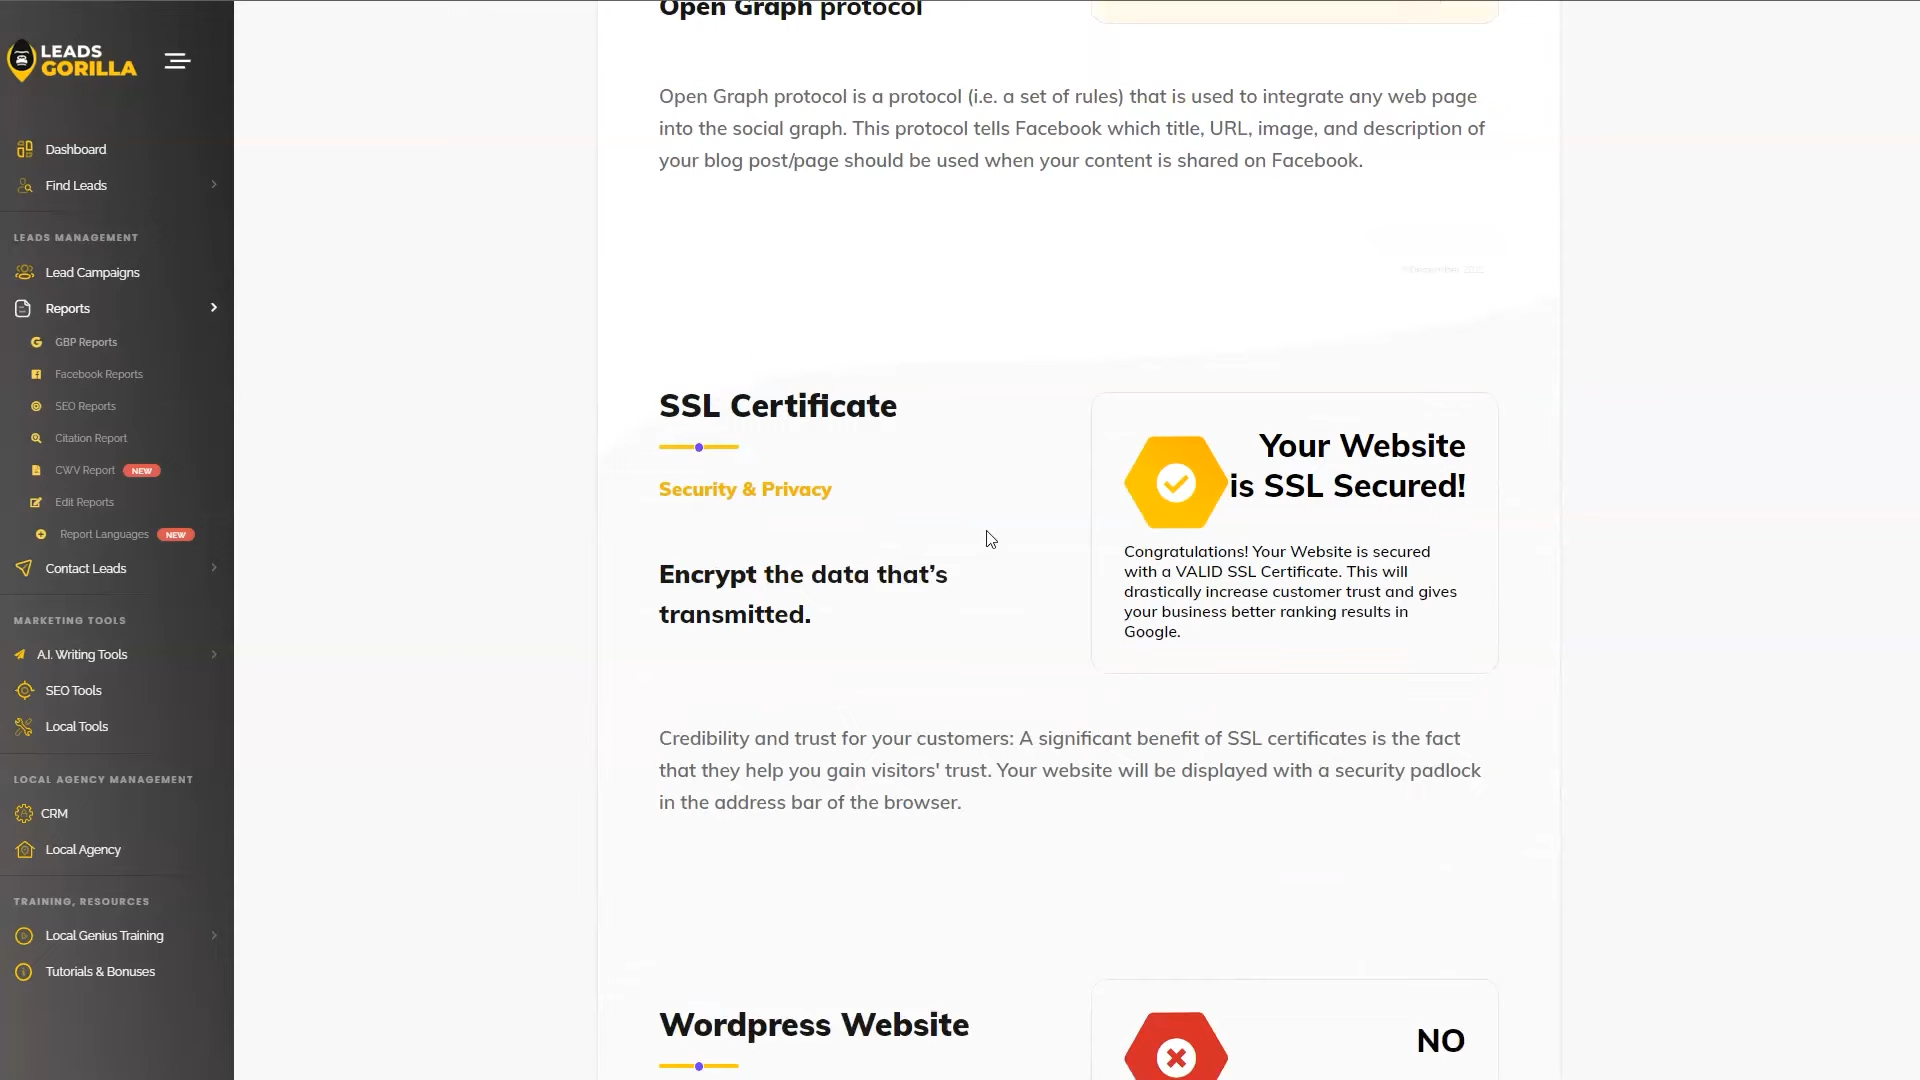 LEADS
GORILLA
Dashboard
Find Leads
LEADS MANAGEMENT
Lead Campaigns
Reports
GBP Reports
Facebook Reports
SEO Reports
Citation Report
CWV Report NEW
Edit Reports
Report Languages NEW
Contact Leads
MARKETING TOOLS
A.I. Writing Tools
SEO Tools
Local Tools
LOCAL AGENCY MANAGEMENT
CRM
Local Agency
TRAINING, RESOURCES
Local Genius Training
Tutorials & Bonuses
Open Graph protocol
Open Graph protocol is a protocol (i.e. a set of rules) that is used to integrate any web page
into the social graph. This protocol tells Facebook which title, URL, image, and description of
your blog post/page should be used when your content is shared on Facebook.
SSL Certificate
Security & Privacy
Encrypt the data that’s
transmitted.
Your Website
is SSL Secured!
Congratulations! Your Website is secured
with a VALID SSL Certificate. This will
drastically increase customer trust and gives
your business better ranking results in
Google.
Credibility and trust for your customers: A significant benefit of SSL certificates is the fact
that they help you gain visitors' trust. Your website will be displayed with a security padlock
in the address bar of the browser.
Wordpress Website
NO